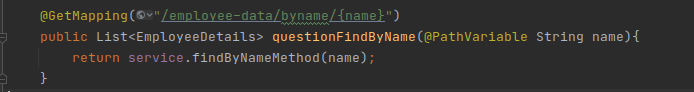 @GetMapping("/employee-data/byname/{name}")
public List<EmployeeDetails> questionFindByName(@PathVariable String name){
return service.findByNameMethod(name);
}